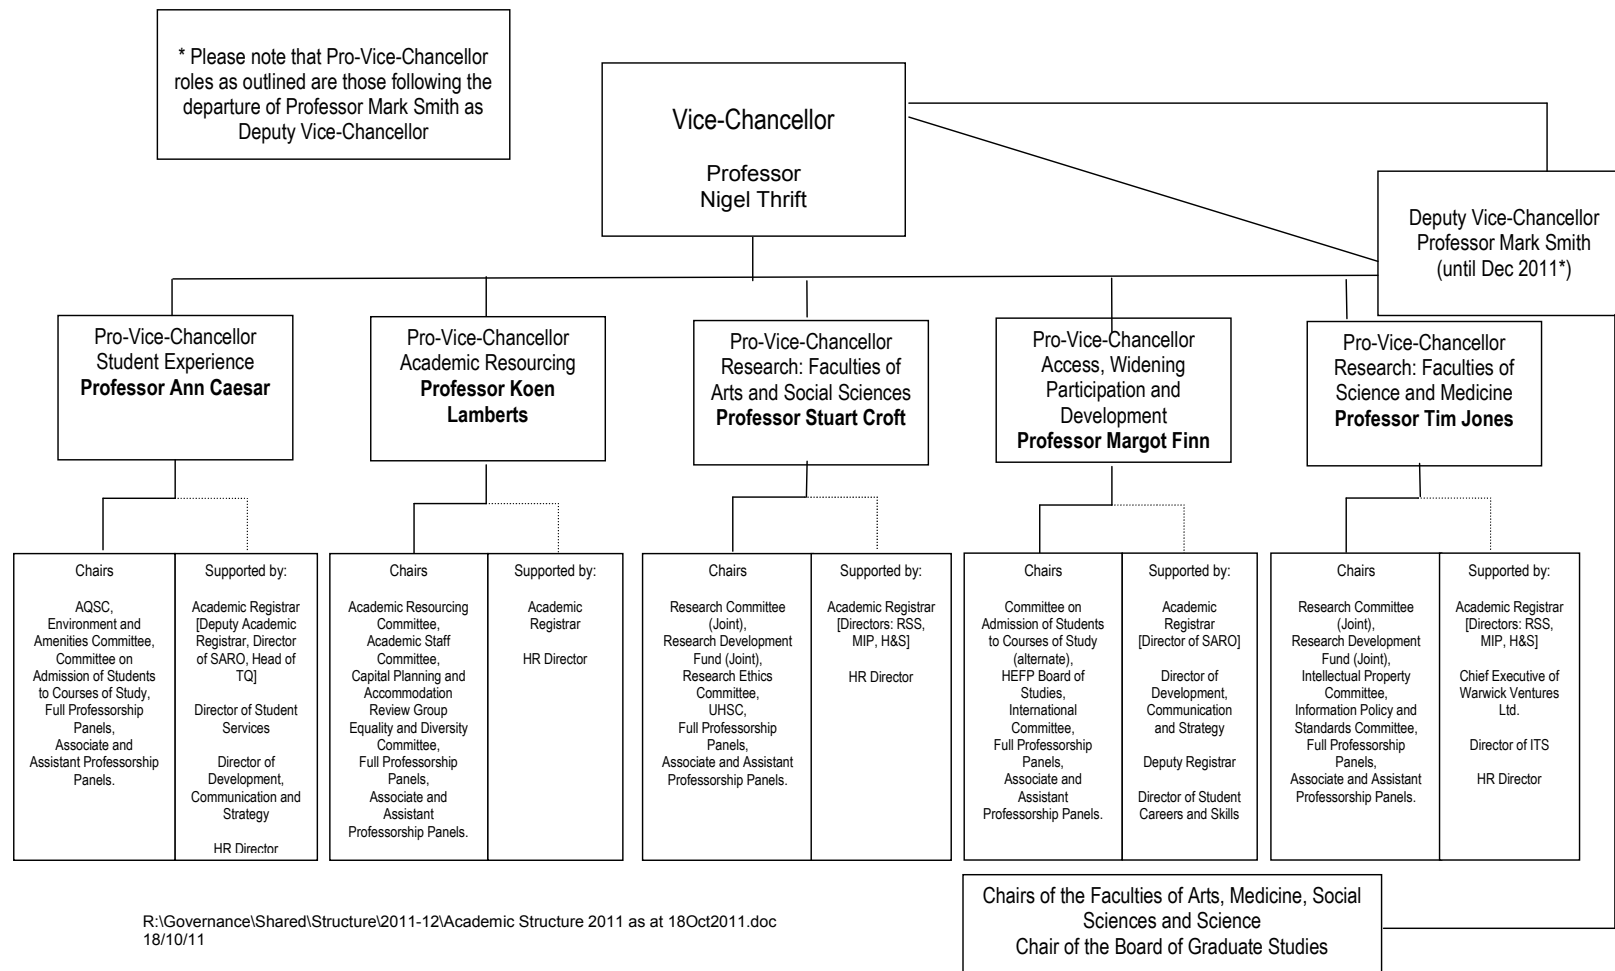 * Please note that Pro-Vice-Chancellor
roles as outlined are those following the
departure of Professor Mark Smith as
Deputy Vice-Chancellor
Vice-Chancellor
Professor
Nigel Thrift
Deputy Vice-Chancellor
Professor Mark Smith
(until Dec 2011*)
Pro-Vice-Chancellor
Student Experience
Professor Ann Caesar
Pro-Vice-Chancellor
Academic Resourcing
Professor Koen
Lamberts
Pro-Vice-Chancellor
Research: Faculties of
Arts and Social Sciences
Professor Stuart Croft
Pro-Vice-Chancellor
Access, Widening
Participation and
Development
Professor Margot Finn
Pro-Vice-Chancellor
Research: Faculties of
Science and Medicine
Professor Tim Jones
Chairs
AQSC,
Environment and
Amenities Committee,
Committee on
Admission of Students
to Courses of Study,
Full Professorship
Panels,
Associate and
Assistant Professorship
Panels.
Supported by:
Academic Registrar
[Deputy Academic
Registrar, Director
of SARO, Head of
TQ]
Director of Student
Services
Director of
Development,
Communication and
Strategy
HR Director
Chairs
Academic Resourcing
Committee,
Academic Staff
Committee,
Capital Planning and
Accommodation
Review Group
Equality and Diversity
Committee,
Full Professorship
Panels,
Associate and
Assistant
Professorship Panels.
Supported by:
Academic
Registrar
HR Director
Chairs
Research Committee
(Joint),
Research Development
Fund (Joint),
Research Ethics
Committee,
UHSC,
Full Professorship
Panels,
Associate and Assistant
Professorship Panels.
Supported by:
Academic Registrar
[Directors: RSS,
MIP, H&S]
HR Director
Chairs
Committee on
Admission of Students
to Courses of Study
(alternate),
HEFP Board of
Studies,
International
Committee,
Full Professorship
Panels,
Associate and
Assistant
Professorship Panels.
Supported by:
Academic
Registrar
[Director of SARO]
Director of
Development,
Communication
and Strategy
Deputy Registrar
Director of Student
Careers and Skills
Chairs
Research Committee
(Joint),
Research Development
Fund (Joint),
Intellectual Property
Committee,
Information Policy and
Standards Committee,
Full Professorship
Panels,
Associate and Assistant
Professorship Panels.
Supported by:
Academic Registrar
[Directors: RSS,
MIP, H&S]
Chief Executive of
Warwick Ventures
Ltd.
Director of ITS
HR Director
Chairs of the Faculties of Arts, Medicine, Social
Sciences and Science
Chair of the Board of Graduate Studies
R:\Governance\Shared\Structure\2011-12\Academic Structure 2011 as at 18Oct2011.doc
18/10/11